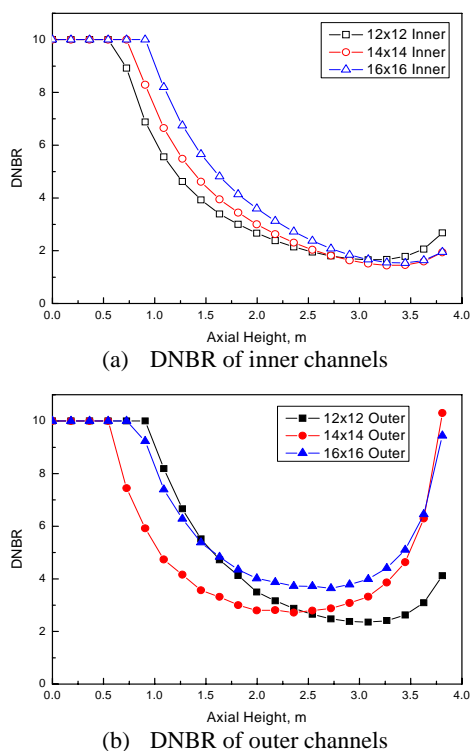 10
8
6
4
2
0
DNBR
12x12 Inner
14x14 Inner
16x16 Inner
0.0 0.5 1.0 1.5 2.0 2.5 3.0 3.5 4.0
Axial Height, m
(a) DNBR of inner channels
10
8
6
4
2
0
DNBR
12x12 Outer
14x14 Outer
16x16 Outer
0.0 0.5 1.0 1.5 2.0 2.5 3.0 3.5 4.0
Axial Height, m
(b) DNBR of outer channels